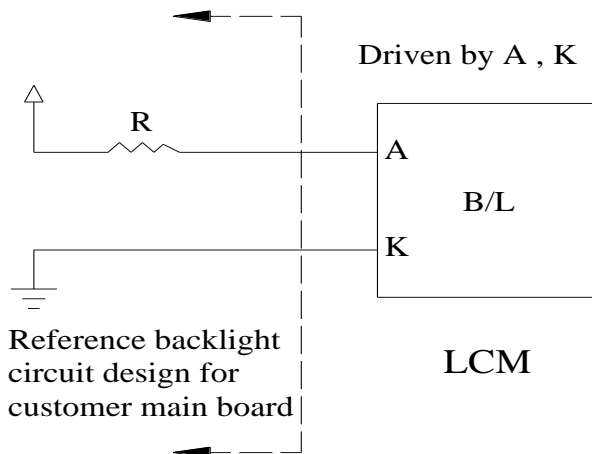 Driven by A , K
R
A
B/L
K
Reference backlight
circuit design for
customer main board
LCM